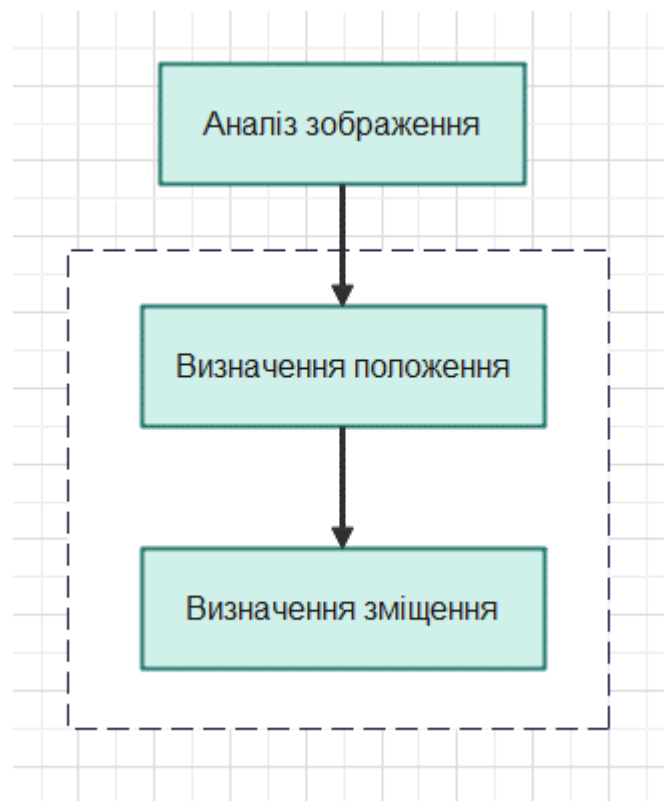 Аналіз зображення
Визначення положення
Визначення зміщення